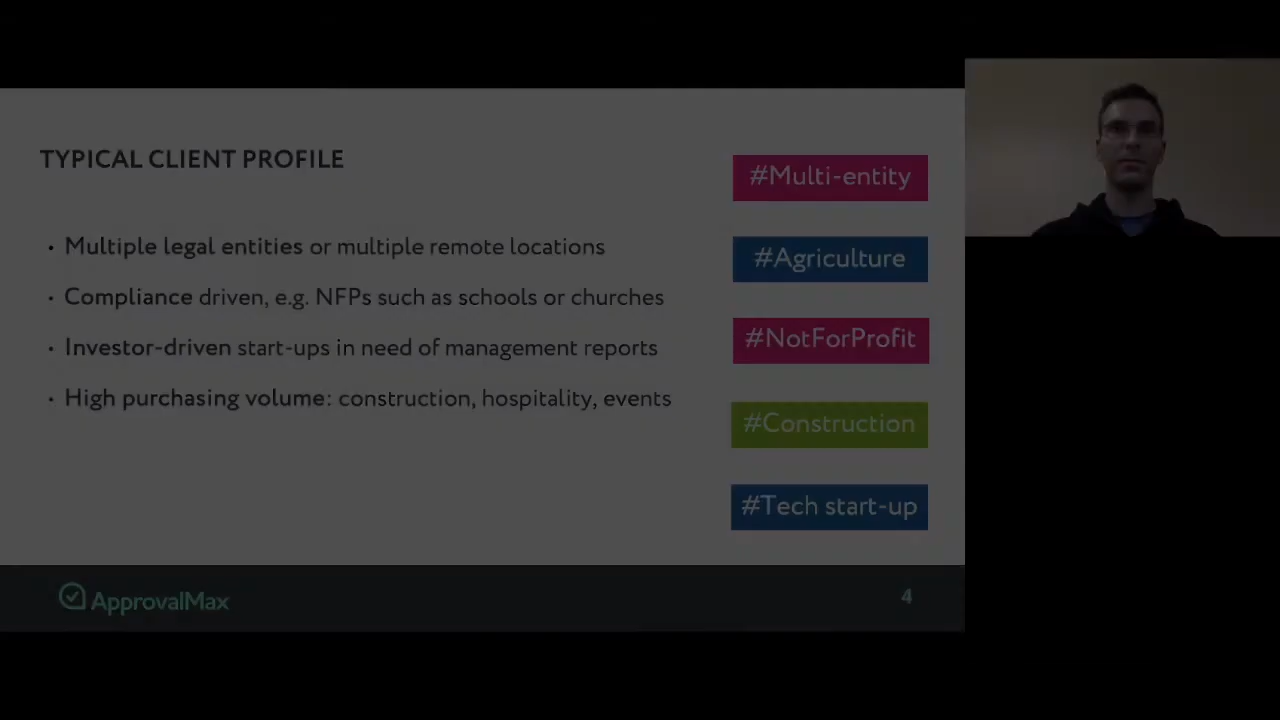 TYPICAL CLIENT PROFILE
• Multiple legal entities or multiple remote locations
• Compliance driven, e.g. NFPs such as schools or churches
• Investor-driven start-ups in need of management reports
• High purchasing volume: construction, hospitality, events
#Multi-entity
#Agriculture
#NotForProfit
#Construction
#Tech start-up
ApprovalMax
4